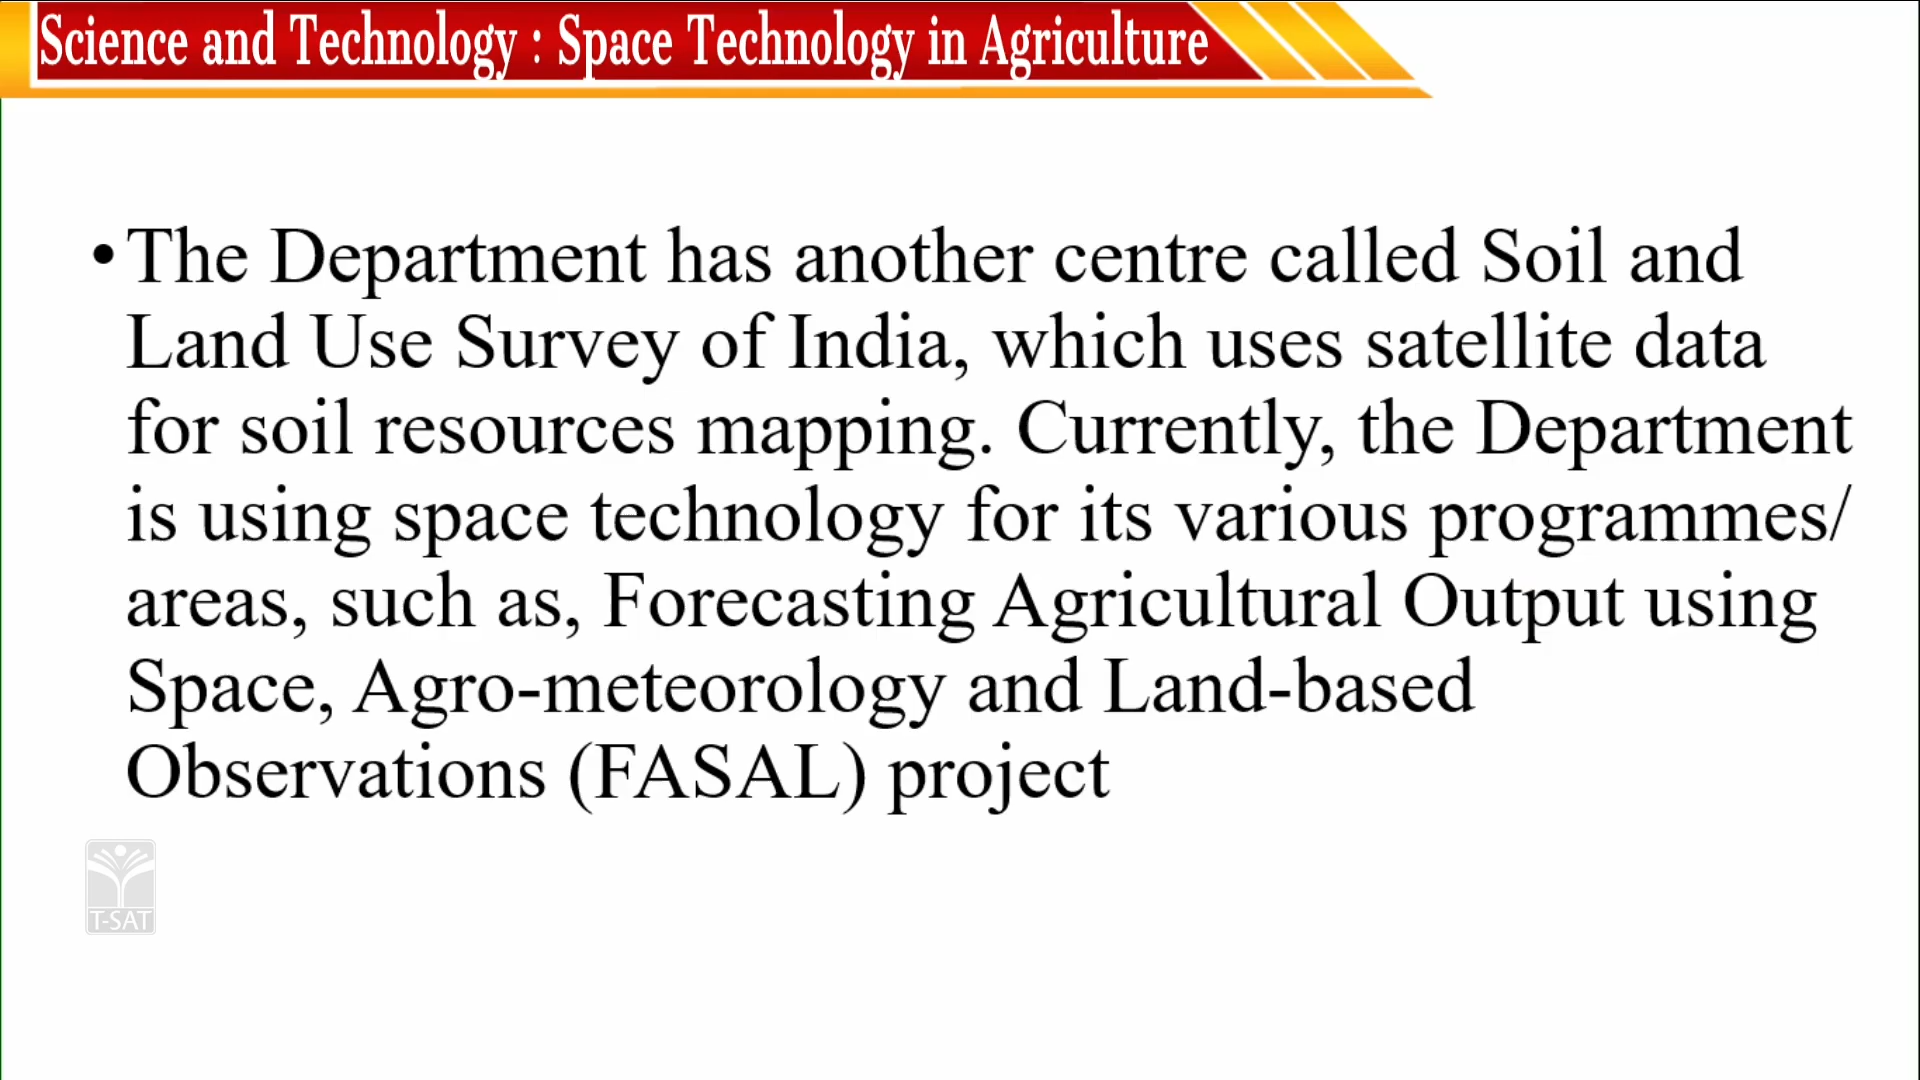 Science and Technology : Space Technology in Agriculture
•The Department has another centre called Soil and
Land Use Survey of India, which uses satellite data
for soil resources mapping. Currently, the Department
is using space technology for its various programmes/
areas, such as, Forecasting Agricultural Output using
Space, Agro-meteorology and Land-based
Observations (FASAL) project
T-SAT